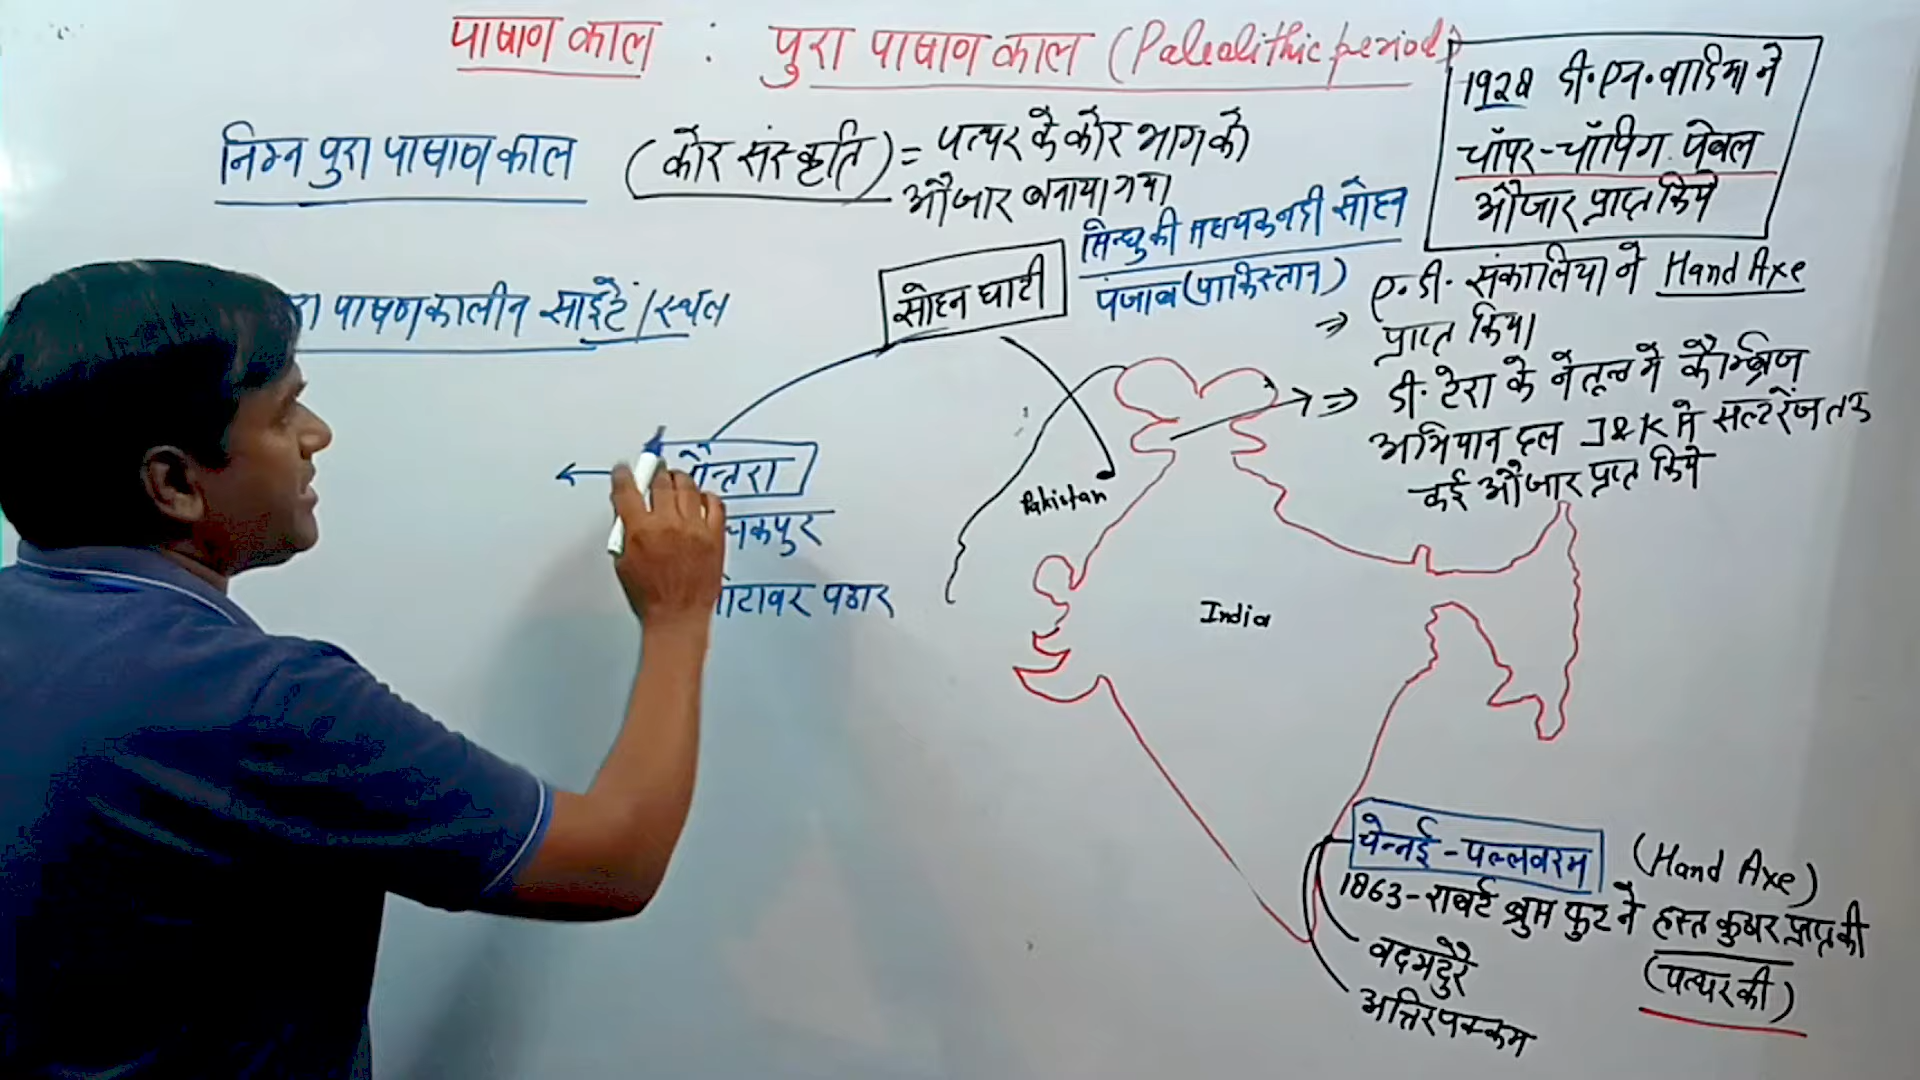 पाषाण काल : पुरा पाषाण काल (Palealithic period)
1928 डी. एन. वाडिया ने
चॉपर-चॉपिंग पेबल
औजार प्राप्त किये
निम्न पुरा पाषाण काल (कोर संस्कृति) = पत्थर के कोर भाग को
औजार बनाया गया
सिन्धु की सहायक नदी सोहन
पंजाब (पाकिस्तान)
सोहन घाटी
पाषाणकालीन साइटें/स्थल
ए. डी. संकालिया ने Hand Axe
⇒ प्राप्त किया
⇒ डी. टेरा के नेतृत्व में कैम्ब्रिज
अभियान दल J&K में सल्टरेंज तक
कई औजार प्राप्त किये
Pakistan
India
पठार
चेन्नई - पल्लवरम (Hand Axe)
1863 - राबर्ट ब्रुस फुट ने हस्त कुठार प्राप्त की
(पत्थर की)
वदमदुरै
अत्तिरपक्कम